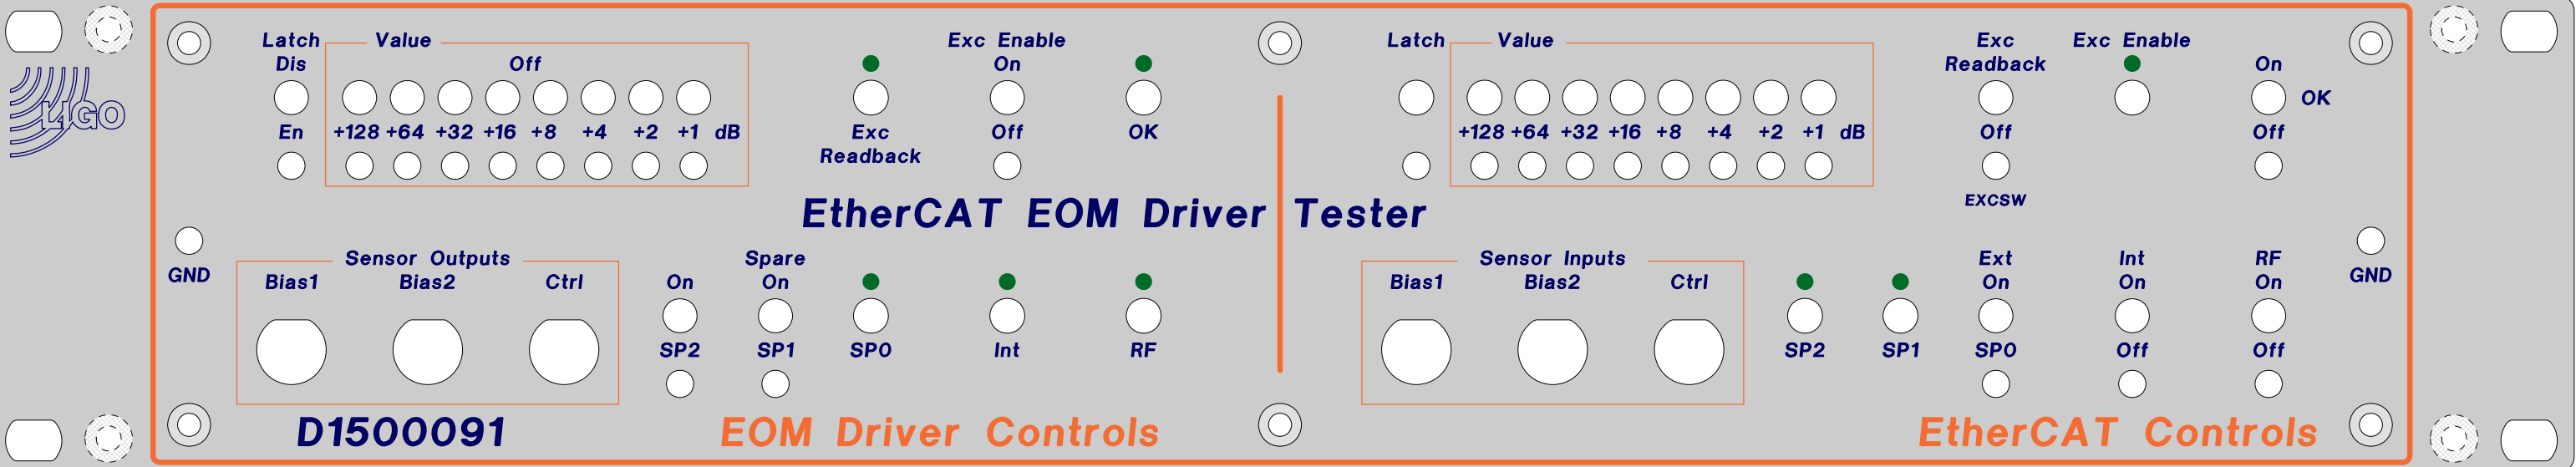 Latch Value Exc Enable Latch Value Exc Exc Enable
Dis Off On Readback On
OK
En +128 +64 +32 +16 +8 +4 +2 +1 dB Exc Off OK +128 +64 +32 +16 +8 +4 +2 +1 dB Off Off
Readback
LIGO
EXCSW
EtherCAT EOM Driver Tester
Sensor Outputs Spare Sensor Inputs Ext Int RF
GND Bias1 Bias2 Ctrl On On Bias1 Bias2 Ctrl On On On GND
SP2 SP1 SP0 Int RF SP2 SP1 SP0 Off Off
D1500091 EOM Driver Controls EtherCAT Controls